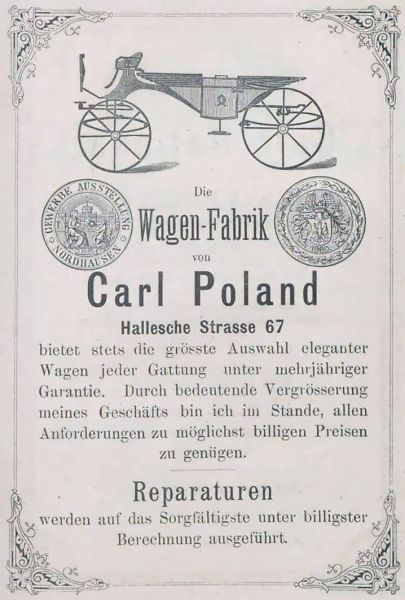 Die
GEWERBE AUSSTELLUNG
NORDHAUSEN
Wagen-Fabrik
von
Carl Poland
Hallesche Strasse 67
bietet stets die grösste Auswahl eleganter
Wagen jeder Gattung unter mehrjähriger
Garantie. Durch bedeutende Vergrösserung
meines Geschäfts bin ich im Stande, allen
Anforderungen zu möglichst billigen Preisen
zu genügen.
Reparaturen
werden auf das Sorgfältigste unter billigster
Berechnung ausgeführt.